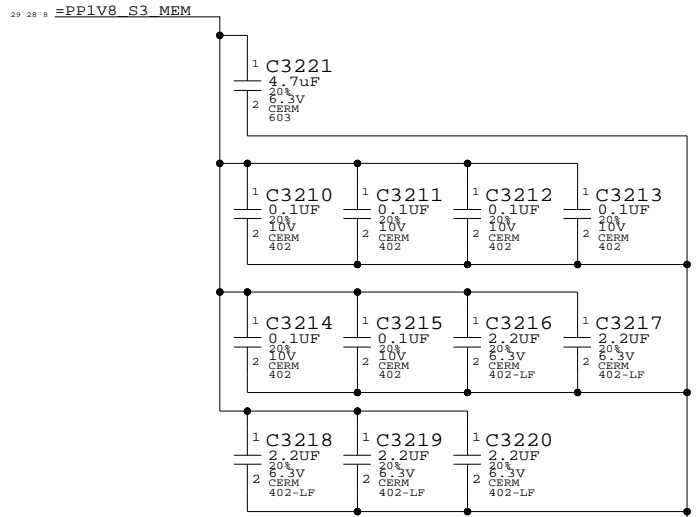 29 28 8 =PP1V8_S3_MEM
1 C3221
4.7uF
20%
2 6.3V
CERM
603
1 C3210
0.1UF
20%
2 10V
CERM
402
1 C3211
0.1UF
20%
2 10V
CERM
402
1 C3212
0.1UF
20%
2 10V
CERM
402
1 C3213
0.1UF
20%
2 10V
CERM
402
1 C3214
0.1UF
20%
2 10V
CERM
402
1 C3215
0.1UF
20%
2 10V
CERM
402
1 C3216
2.2UF
20%
2 6.3V
CERM
402-LF
1 C3217
2.2UF
20%
2 6.3V
CERM
402-LF
1 C3218
2.2UF
20%
2 6.3V
CERM
402-LF
1 C3219
2.2UF
20%
2 6.3V
CERM
402-LF
1 C3220
2.2UF
20%
2 6.3V
CERM
402-LF